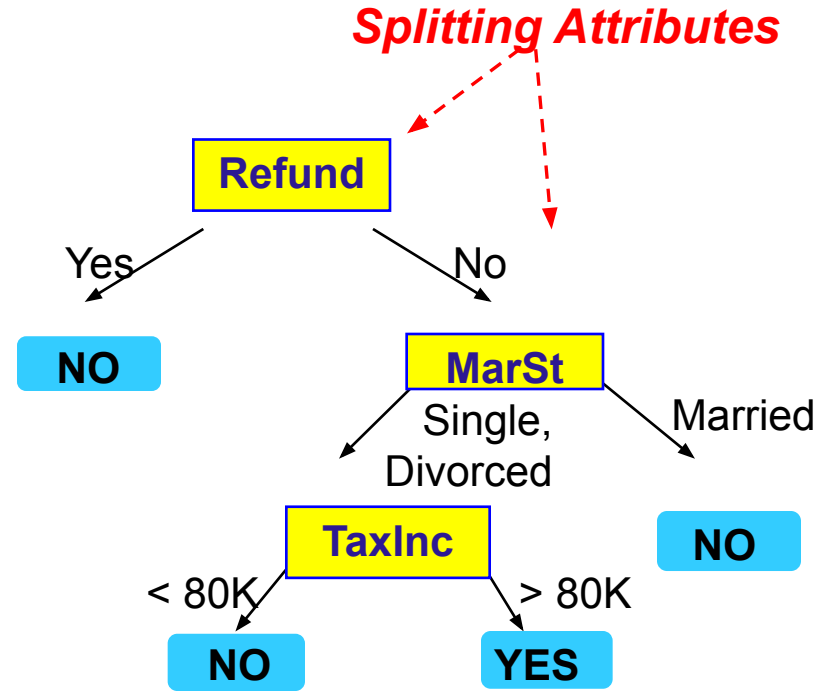 Splitting Attributes
Refund
Yes
No
NO
MarSt
Single,
Divorced
Married
TaxInc
NO
< 80K
> 80K
NO
YES